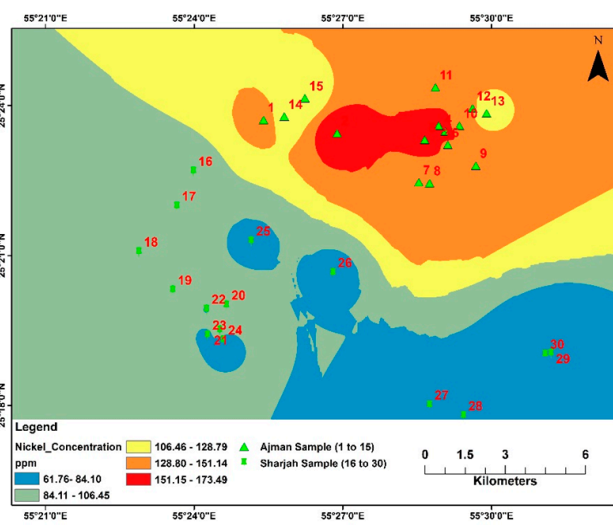 55°21'0"E 55°24'0"E 55°27'0"E 55°30'0"E
N
25°24'0"N
25°21'0"N
25°18'0"N
15
11
12
13
1
14
10
9
7 8
16
17
18
25
26
19
22
20
23
24
21
30
29
27
28
Legend
Nickel_Concentration
ppm
61.76- 84.10
84.11 - 106.45
106.46 - 128.79
128.80 - 151.14
151.15 - 173.49
Ajman Sample (1 to 15)
Sharjah Sample (16 to 30)
0 1.5 3 6
Kilometers
55°21'0"E 55°24'0"E 55°27'0"E 55°30'0"E